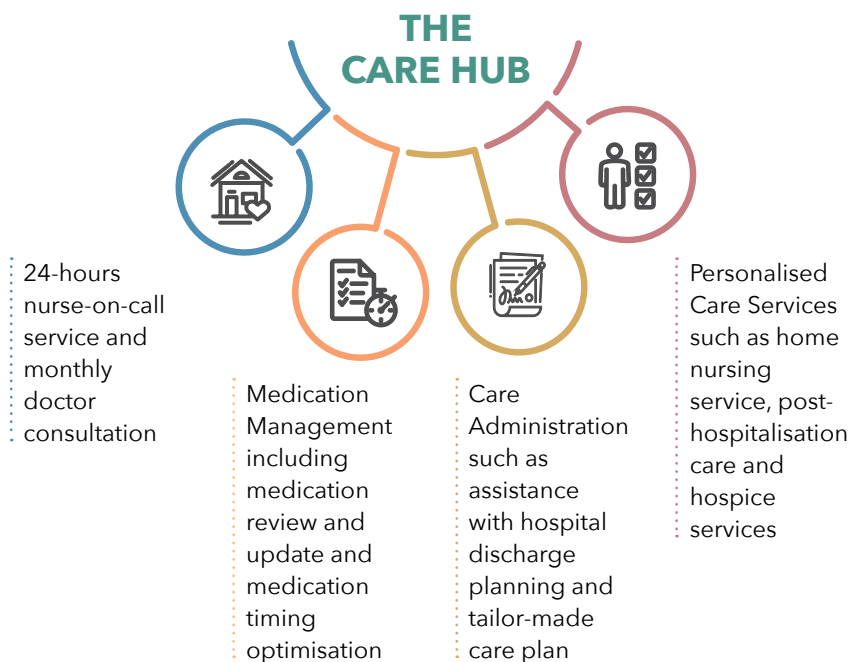 THE
CARE HUB
24-hours
nurse-on-call
service and
monthly
doctor
consultation
Medication
Management
including
medication
review and
update and
medication
timing
optimisation
Care
Administration
such as
assistance
with hospital
discharge
planning and
tailor-made
care plan
Personalised
Care Services
such as home
nursing
service, post-
hospitalisation
care and
hospice
services